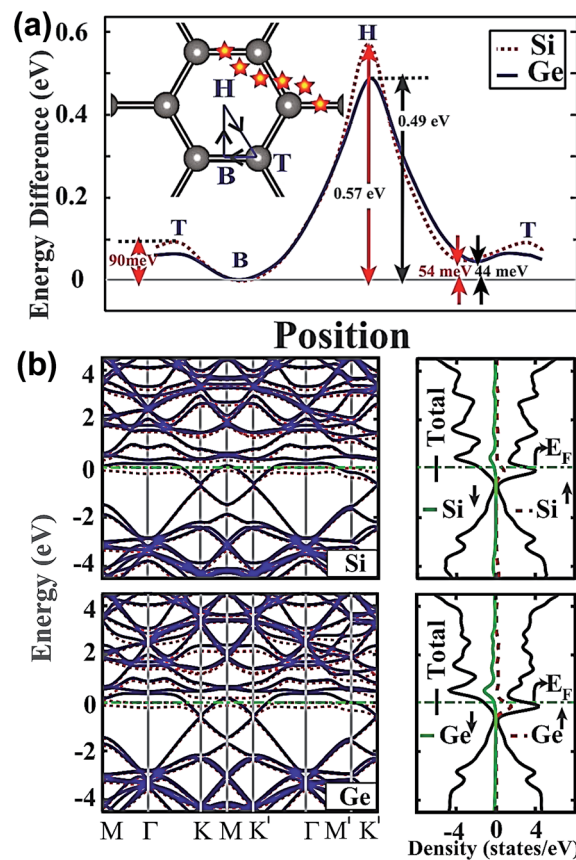 (a)
0.6
0.4
0.2
0
Energy Difference (eV)
H
Si
Ge
H
B
T
0.49 eV
0.57 eV
T
90meV
B
T
54 meV
44 meV
Position
(b)
4
2
0
-2
-4
Si
Total
E_F
Si
Si
Energy (eV)
4
2
0
-2
-4
Ge
Total
E_F
Ge
Ge
M Γ K M K' Γ M' K'
-4 0 4
Density (states/eV)